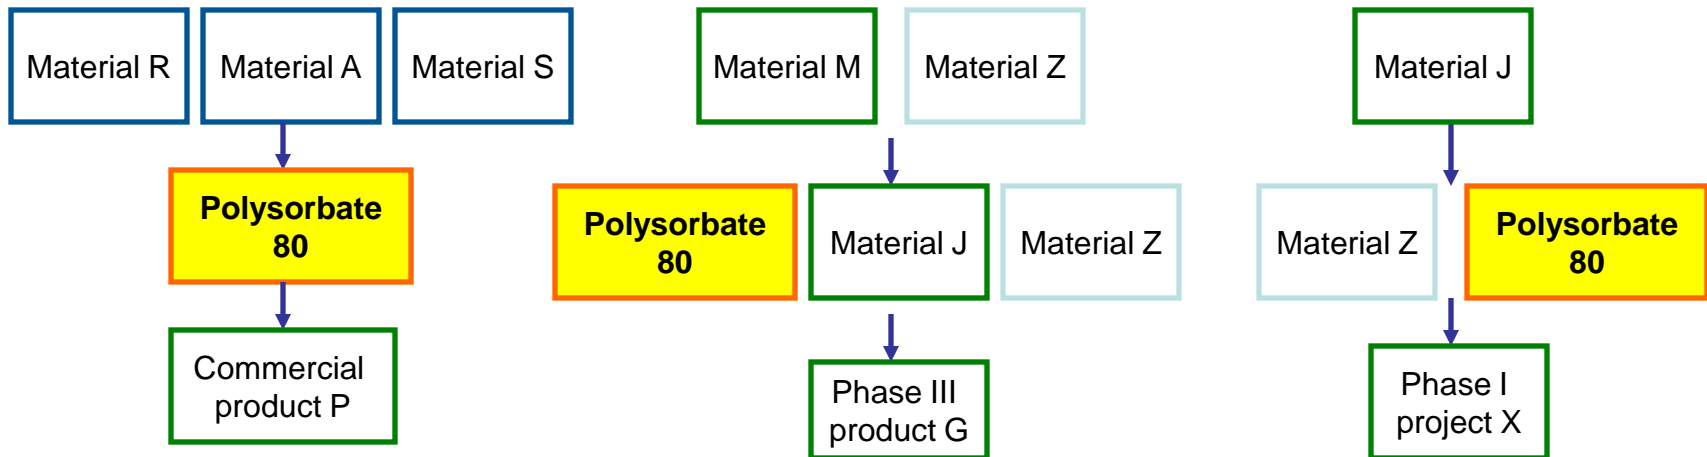 Material R
Material A
Material S
Material M
Material Z
Material J
Polysorbate
80
Polysorbate
80
Material J
Material Z
Material Z
Polysorbate
80
Commercial
product P
Phase III
product G
Phase I
project X